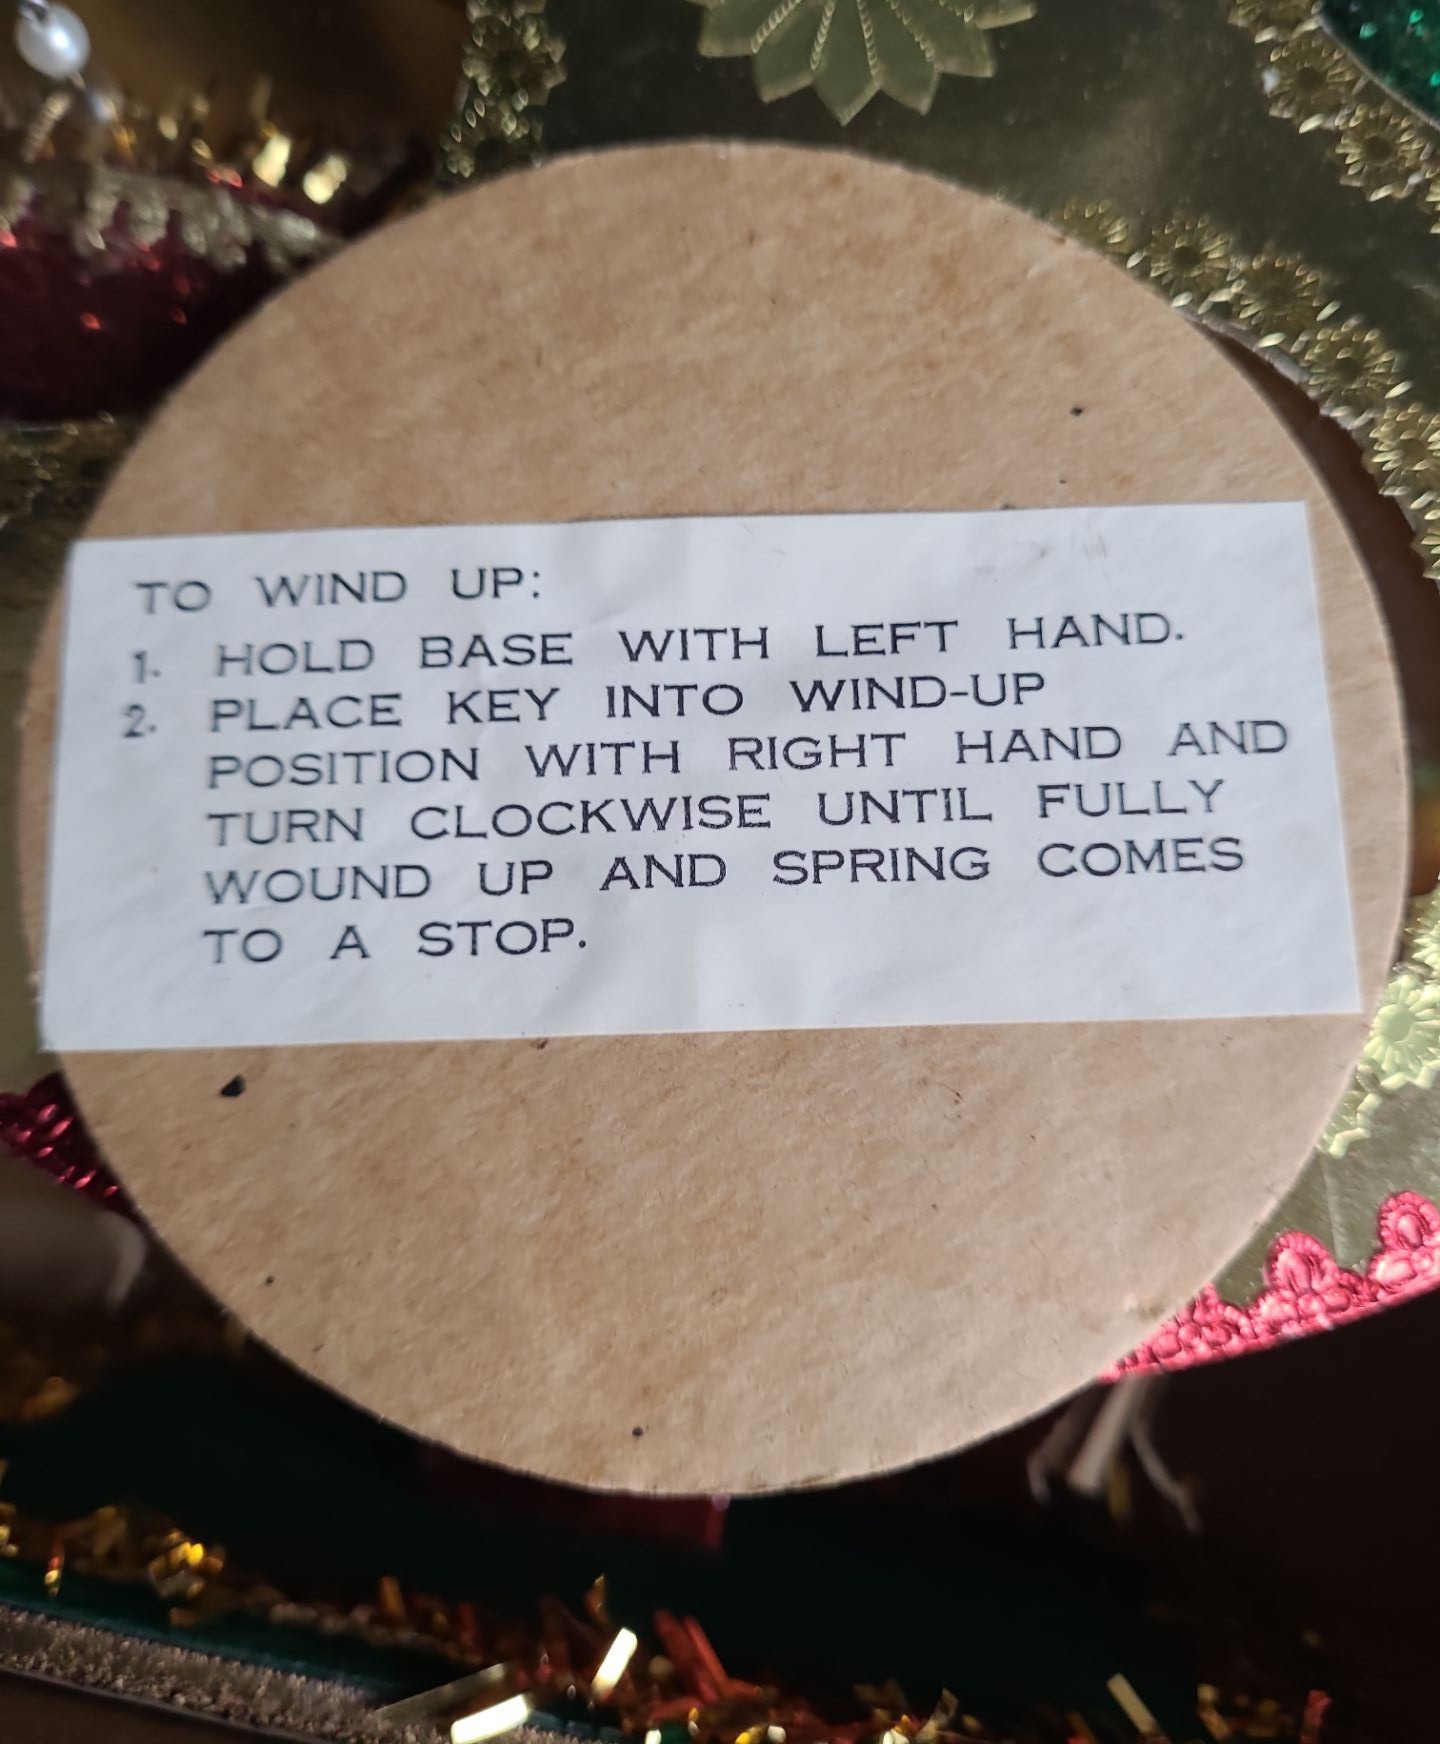 TO WIND UP:
1. HOLD BASE WITH LEFT HAND.
2. PLACE KEY INTO WIND-UP
POSITION WITH RIGHT HAND AND
TURN CLOCKWISE UNTIL FULLY
WOUND UP AND SPRING COMES
TO A STOP.